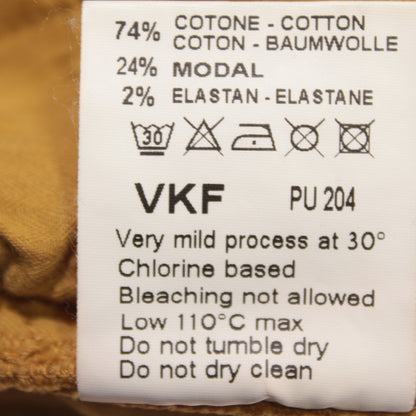 74% COTONE - COTTON
COTON - BAUMWOLLE
24% MODAL
2% ELASTAN - ELASTANE
30
VKF PU 204
Very mild process at 30°
Chlorine based
Bleaching not allowed
Low 110°C max
Do not tumble dry
Do not dry clean